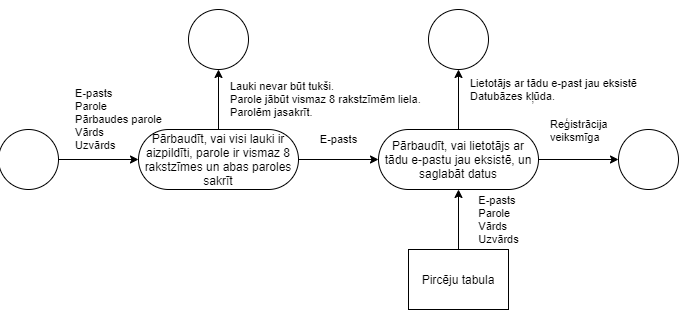 Lauki nevar būt tukši.
Parole jābūt vismaz 8 rakstzīmēm liela.
Parolēm jasakrīt.
Lietotājs ar tādu e-past jau eksistē
Datubāzes kļūda.
E-pasts
Parole
Pārbaudes parole
Vārds
Uzvārds
Pārbaudīt, vai visi lauki ir
aizpildīti, parole ir vismaz 8
rakstzīmes un abas paroles
sakrīt
E-pasts
Pārbaudīt, vai lietotājs ar
tādu e-pastu jau eksistē, un
saglabāt datus
Reģistrācija
veiksmīga
E-pasts
Parole
Vārds
Uzvārds
Pircēju tabula